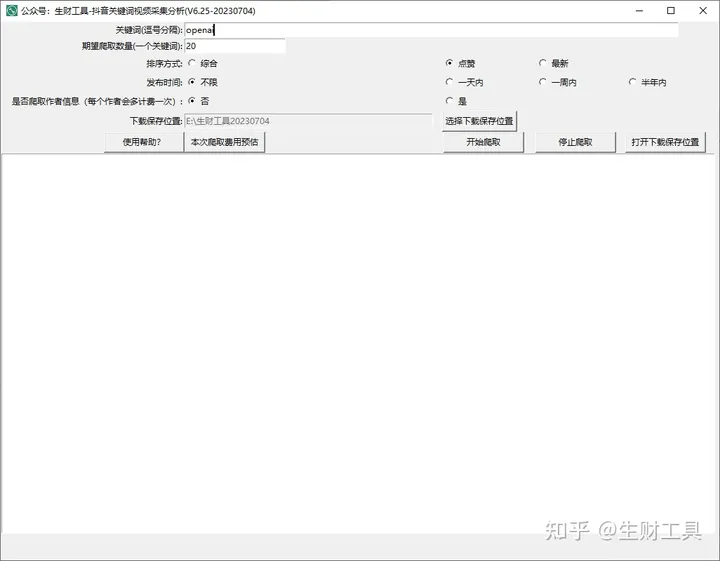 公众号：生财工具-抖音关键词视频采集分析(V6.25-20230704)
关键词(逗号分隔): openai
期望爬取数量(一个关键词): 20
排序方式: 综合 点赞 最新
发布时间: 不限 一天内 一周内 半年内
是否爬取作者信息（每个作者会多计费一次）: 否 是
下载保存位置: E:\生财工具20230704 选择下载保存位置
使用帮助? 本次爬取费用预估 开始爬取 停止爬取 打开下载保存位置
知乎 @生财工具